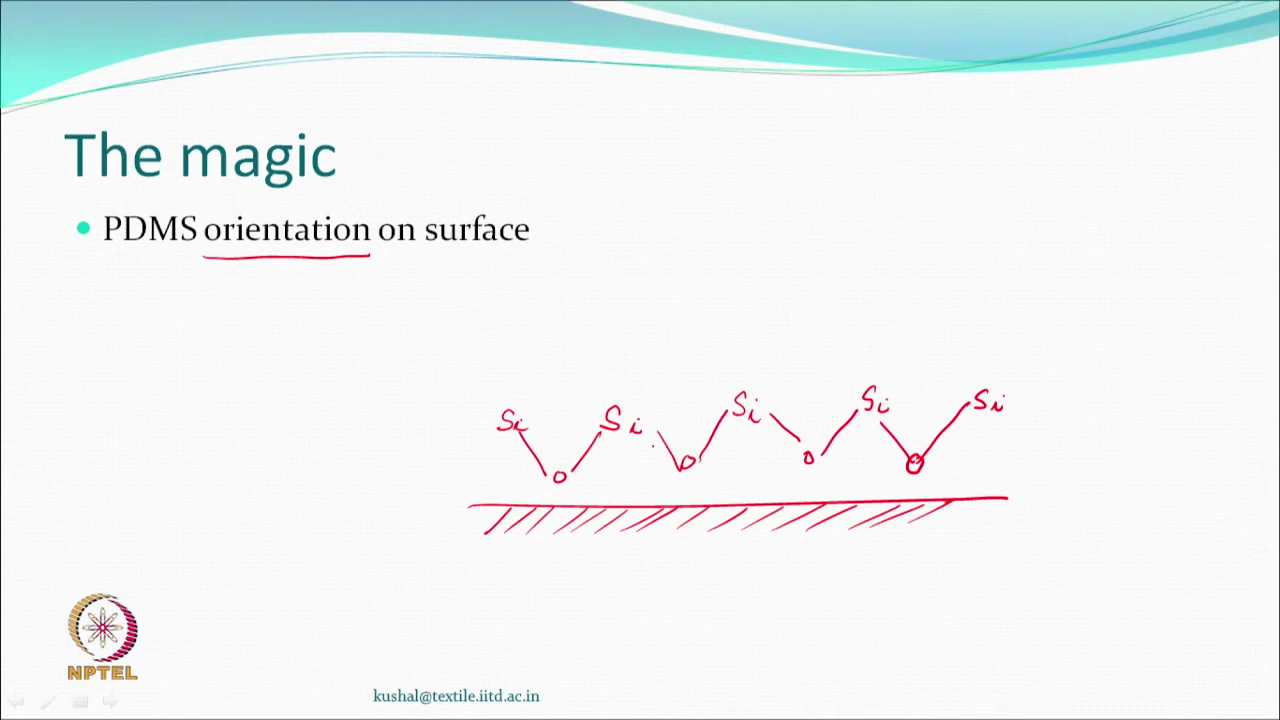 The magic
PDMS orientation on surface
Si Si Si Si Si
O O O O
NPTEL
kushal@textile.iitd.ac.in